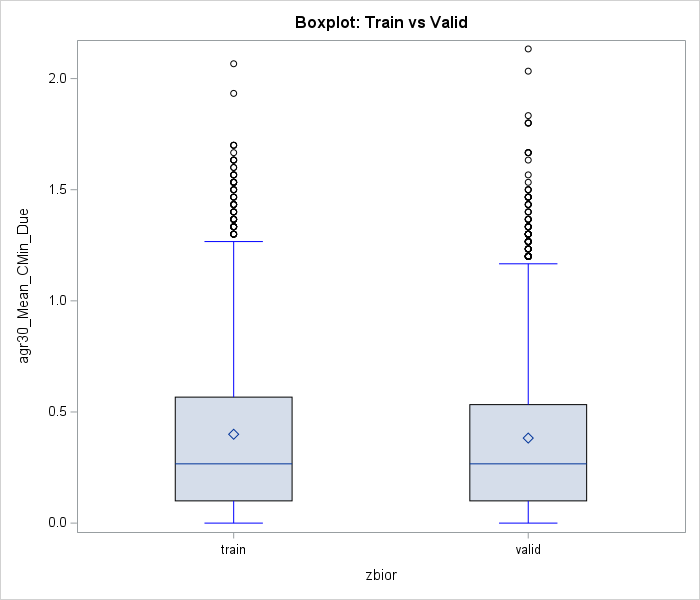 Boxplot: Train vs Valid
agr30_Mean_CMin_Due
2.0
1.5
1.0
0.5
0.0
train
valid
zbior